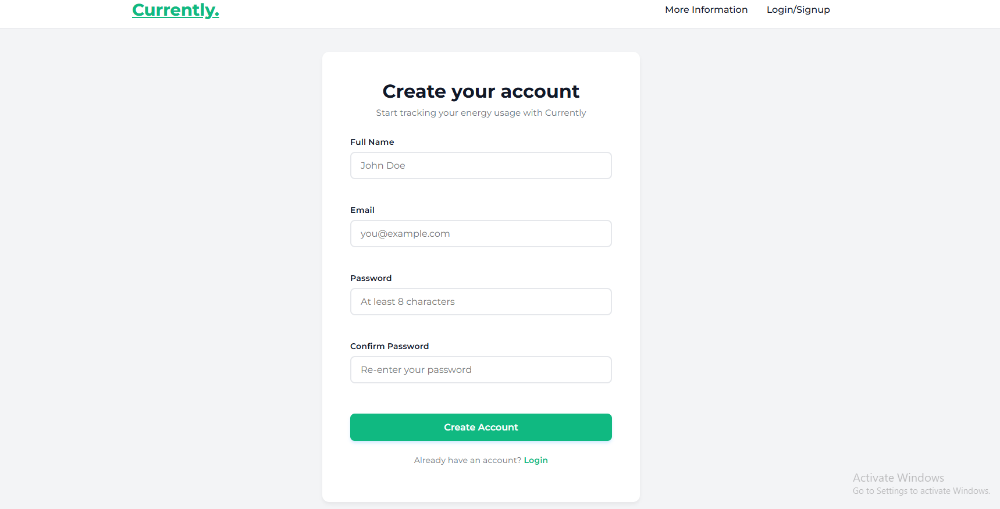 Currently.
More Information
Login/Signup
Create your account
Start tracking your energy usage with Currently
Full Name
John Doe
Email
you@example.com
Password
At least 8 characters
Confirm Password
Re-enter your password
Create Account
Already have an account? Login
Activate Windows
Go to Settings to activate Windows.